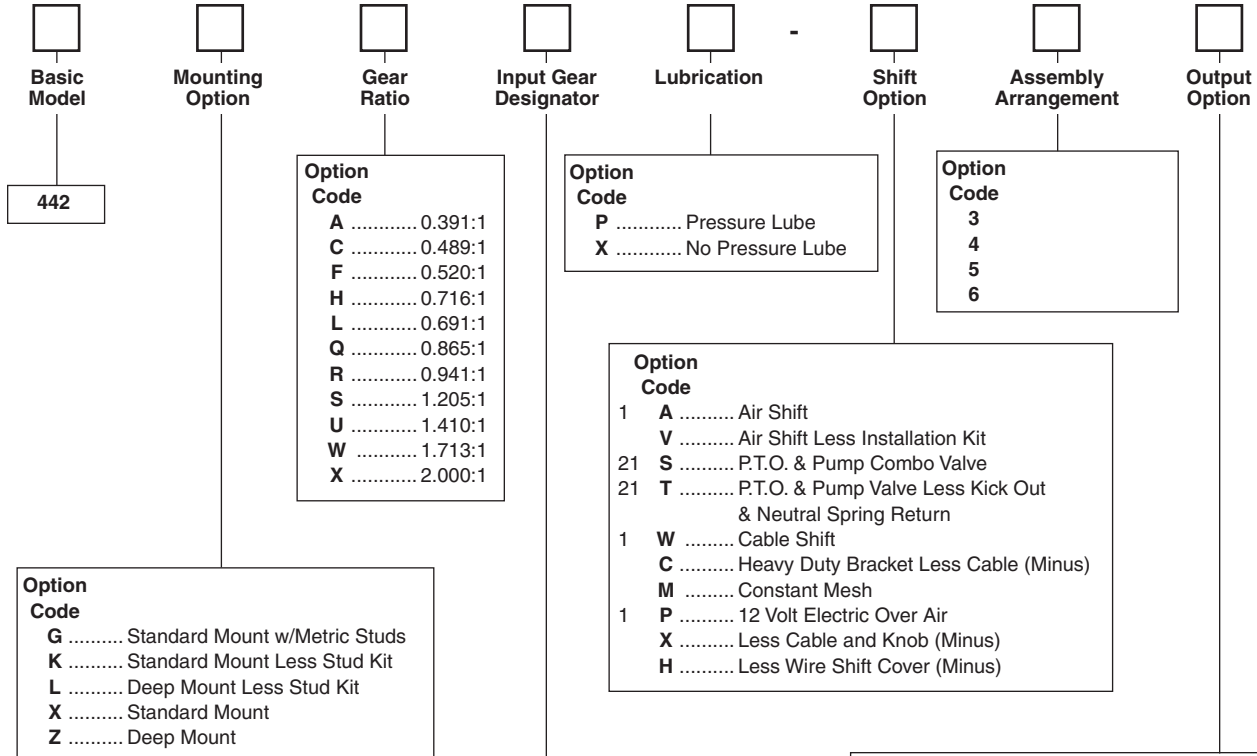 -
Basic Model
Mounting Option
Gear Ratio
Input Gear Designator
Lubrication
Shift Option
Assembly Arrangement
Output Option
442
Option
Code
A ............ 0.391:1
C ............ 0.489:1
F ............ 0.520:1
H ............ 0.716:1
L ............ 0.691:1
Q ............ 0.865:1
R ............ 0.941:1
S ............ 1.205:1
U ............ 1.410:1
W ........... 1.713:1
X ............ 2.000:1
Option
Code
P ............ Pressure Lube
X ............ No Pressure Lube
Option
Code
3
4
5
6
Option
Code
1 A .......... Air Shift
V .......... Air Shift Less Installation Kit
21 S .......... P.T.O. & Pump Combo Valve
21 T .......... P.T.O. & Pump Valve Less Kick Out
& Neutral Spring Return
1 W ......... Cable Shift
C .......... Heavy Duty Bracket Less Cable (Minus)
M ......... Constant Mesh
1 P .......... 12 Volt Electric Over Air
X .......... Less Cable and Knob (Minus)
H .......... Less Wire Shift Cover (Minus)
Option
Code
G .......... Standard Mount w/Metric Studs
K .......... Standard Mount Less Stud Kit
L .......... Deep Mount Less Stud Kit
X .......... Standard Mount
Z .......... Deep Mount